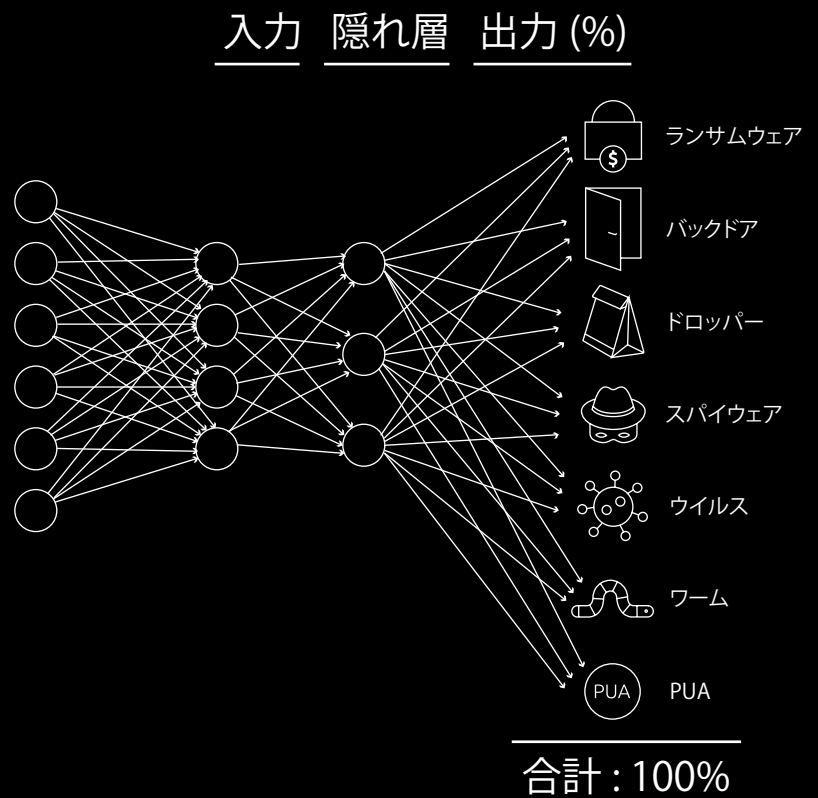 入力 隠れ層 出力 (%)
$
ランサムウェア
バックドア
ドロッパー
スパイウェア
ウイルス
ワーム
PUA PUA
合計 : 100%